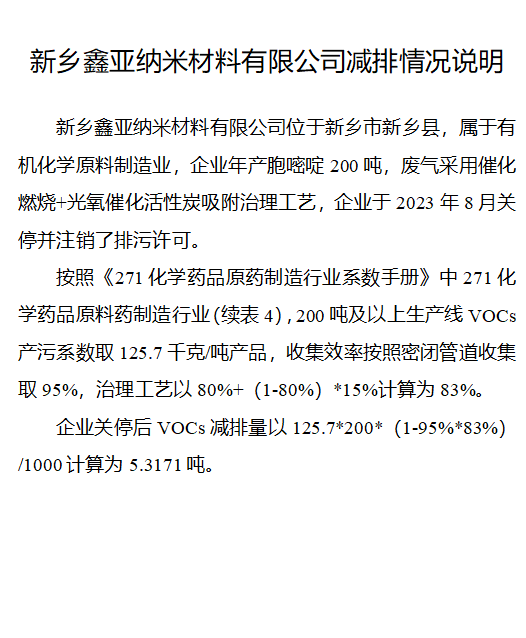 新乡鑫亚纳米材料有限公司减排情况说明
新乡鑫亚纳米材料有限公司位于新乡市新乡县，属于有
机化学原料制造业，企业年产胞嘧啶 200 吨，废气采用催化
燃烧+光氧催化活性炭吸附治理工艺，企业于 2023 年 8 月关
停并注销了排污许可。
按照《271 化学药品原药制造行业系数手册》中 271 化
学药品原料药制造行业（续表 4），200 吨及以上生产线 VOCs
产污系数取 125.7 千克/吨产品，收集效率按照密闭管道收集
取 95%，治理工艺以 80%+（1-80%）*15%计算为 83%。
企业关停后 VOCs 减排量以 125.7*200*（1-95%*83%）
/1000 计算为 5.3171 吨。